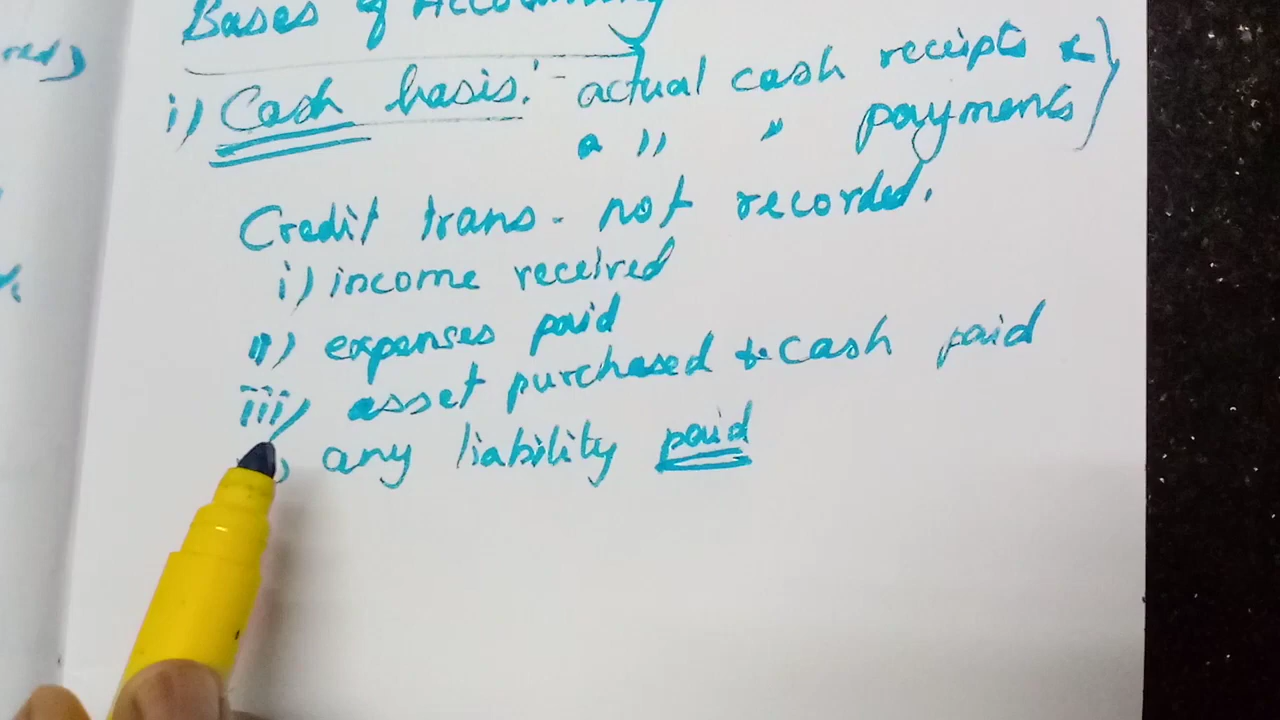 Bases of Accounting
i) Cash basis: actual cash receipts &
a " " payments
Credit trans - not recorded.
i) income received
ii) expenses paid
iii) asset purchased & cash paid
any liability paid